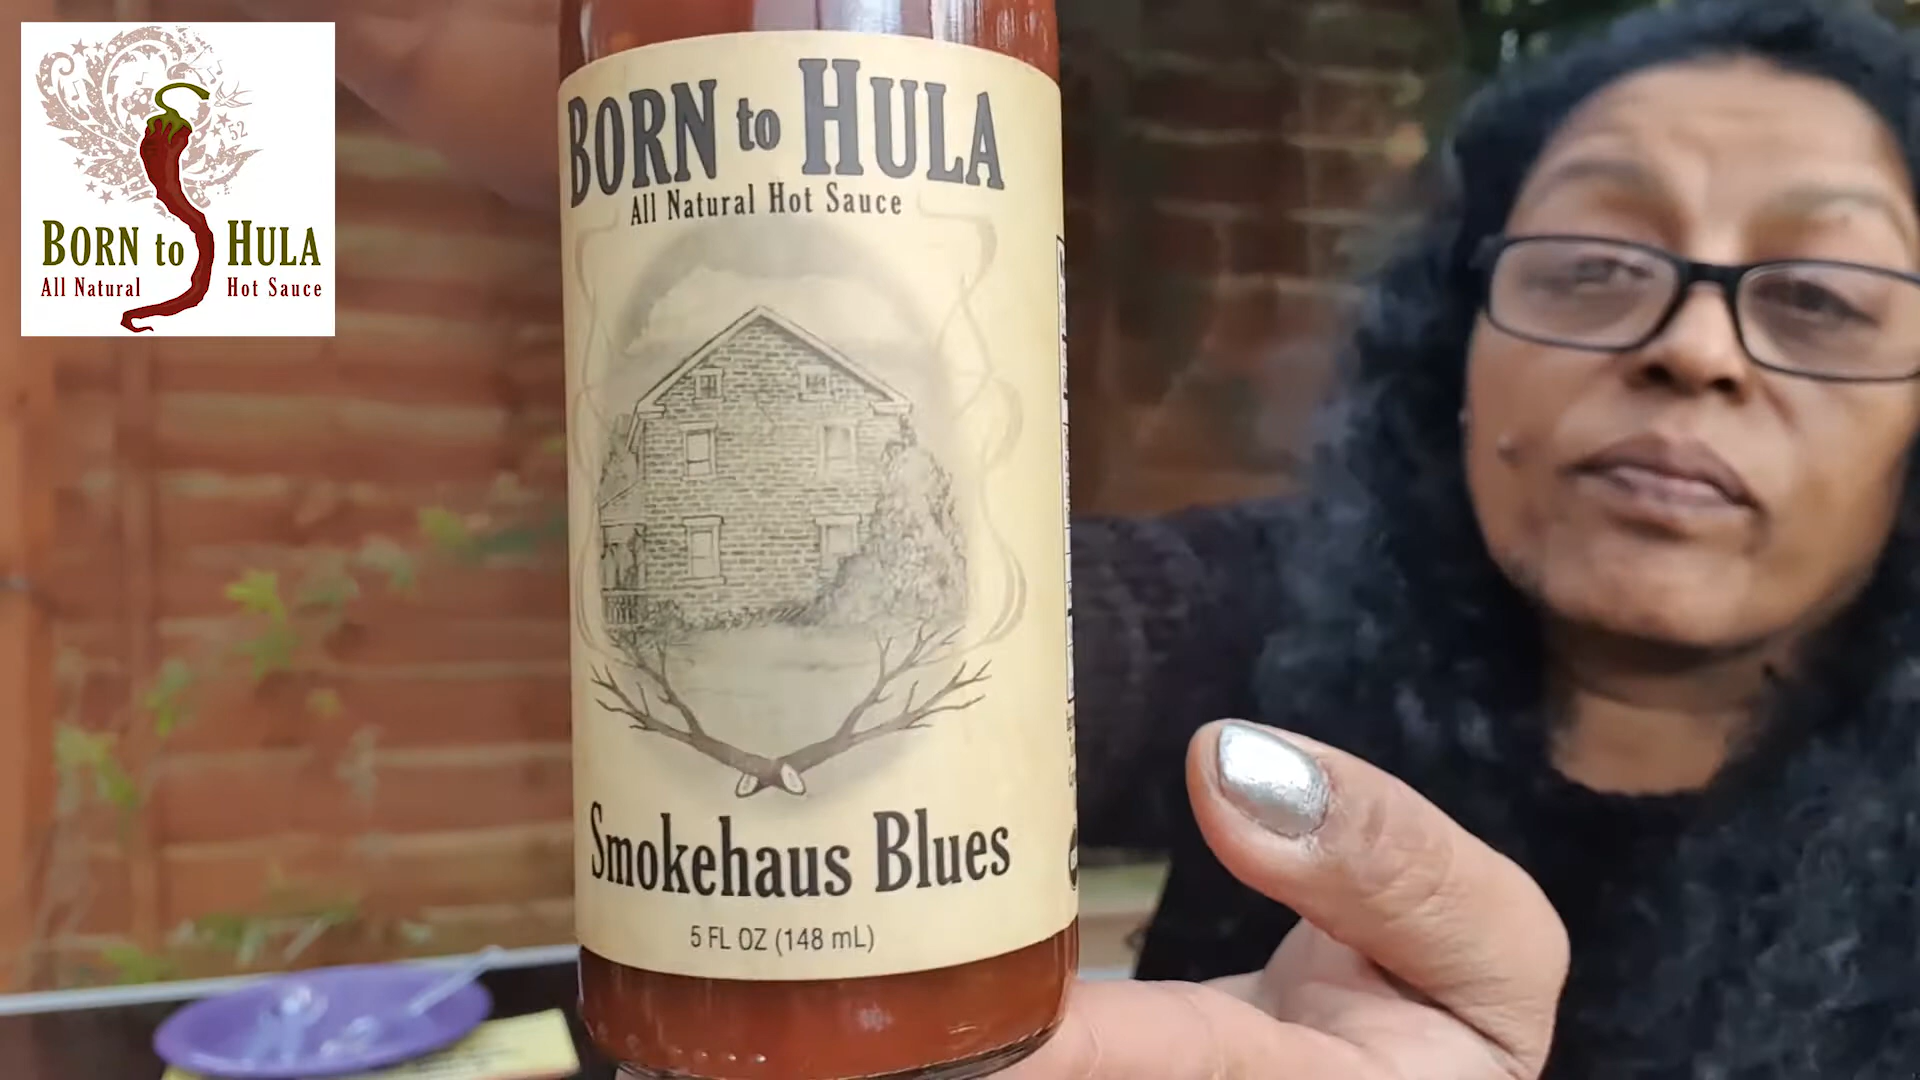 52
BORN to HULA
All Natural Hot Sauce
BORN to HULA
All Natural Hot Sauce
Smokehaus Blues
5 FL OZ (148 mL)